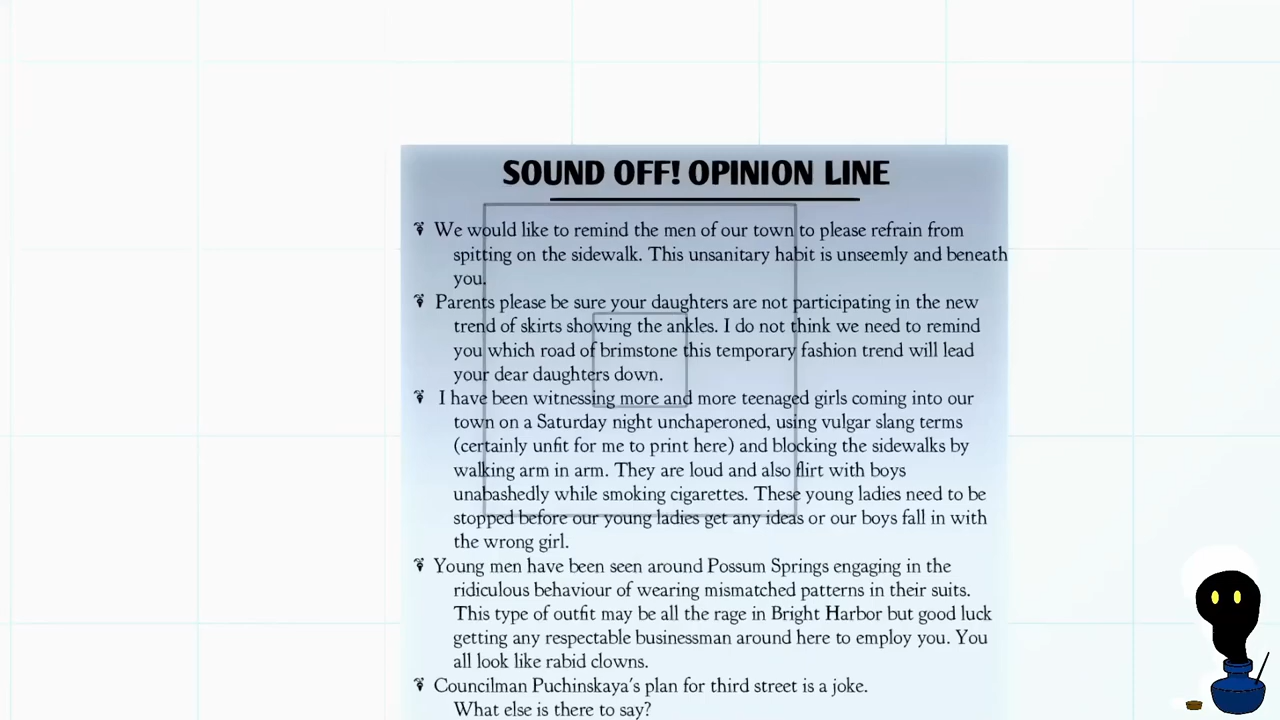 SOUND OFF! OPINION LINE
We would like to remind the men of our town to please refrain from
spitting on the sidewalk. This unsanitary habit is unseemly and beneath
you.
Parents please be sure your daughters are not participating in the new
trend of skirts showing the ankles. I do not think we need to remind
you which road of brimstone this temporary fashion trend will lead
your dear daughters down.
I have been witnessing more and more teenaged girls coming into our
town on a Saturday night unchaperoned, using vulgar slang terms
(certainly unfit for me to print here) and blocking the sidewalks by
walking arm in arm. They are loud and also flirt with boys
unabashedly while smoking cigarettes. These young ladies need to be
stopped before our young ladies get any ideas or our boys fall in with
the wrong girl.
Young men have been seen around Possum Springs engaging in the
ridiculous behaviour of wearing mismatched patterns in their suits.
This type of outfit may be all the rage in Bright Harbor but good luck
getting any respectable businessman around here to employ you. You
all look like rabid clowns.
Councilman Puchinskaya's plan for third street is a joke.
What else is there to say?